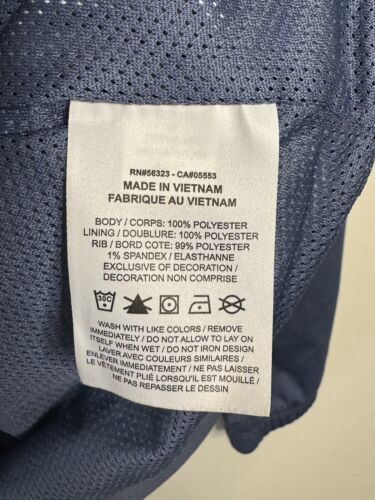 RN#56323 - CA#05553
MADE IN VIETNAM
FABRIQUE AU VIETNAM
BODY / CORPS: 100% POLYESTER
LINING / DOUBLURE: 100% POLYESTER
RIB / BORD COTE: 99% POLYESTER
1% SPANDEX / ELASTHANNE
EXCLUSIVE OF DECORATION /
DECORATION NON COMPRISE
30C
WASH WITH LIKE COLORS / REMOVE
IMMEDIATELY / DO NOT ALLOW TO LAY ON
ITSELF WHEN WET / DO NOT IRON DESIGN
LAVER AVEC COULEURS SIMILAIRES /
ENLEVER IMMÉDIATEMENT / NE PAS LAISSER
LE VÊTEMENT PLIÉ LORSQU'IL EST MOUILLÉ /
NE PAS REPASSER LE DESSIN